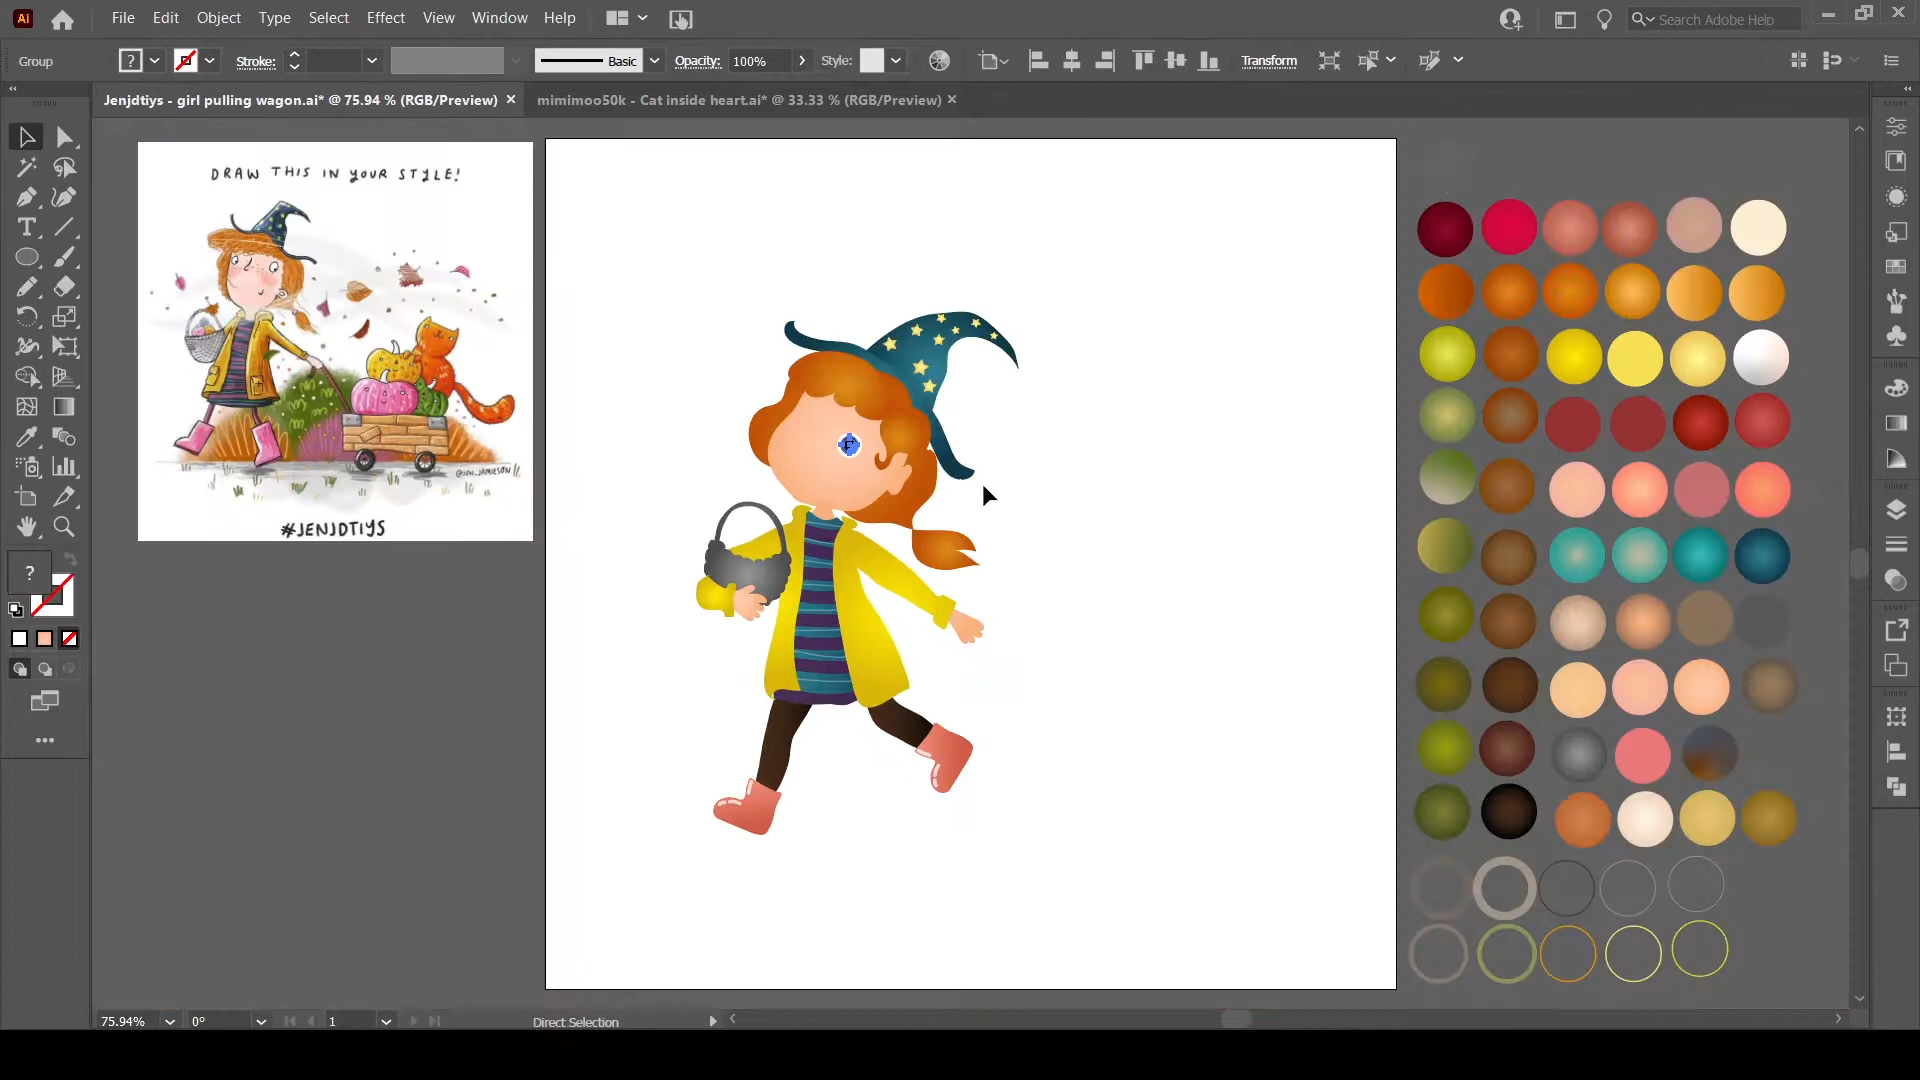 Ai File Edit Object Type Select Effect View Window Help Search Adobe Help
Group ? Stroke: Basic Opacity: 100% Style: Transform
Jenjdtiys - girl pulling wagon.ai* @ 75.94 % (RGB/Preview) × mimimoo50k - Cat inside heart.ai* @ 33.33 % (RGB/Preview) ×
DRAW THIS IN YOUR STYLE!
@JEN_JAMIESON
#JENJDTIYS
?
75.94% 0° 1 Direct Selection